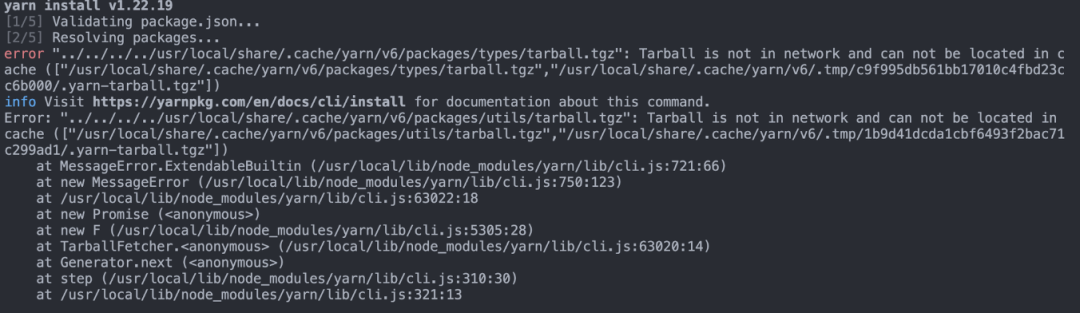 yarn install v1.22.19
[1/5] Validating package.json...
[2/5] Resolving packages...
error "../../../../usr/local/share/.cache/yarn/v6/packages/types/tarball.tgz": Tarball is not in network and can not be located in c
ache (["/usr/local/share/.cache/yarn/v6/packages/types/tarball.tgz","/usr/local/share/.cache/yarn/v6/.tmp/c9f995db561bb17010c4fbd23cc
c6b000/.yarn-tarball.tgz"])
info Visit https://yarnpkg.com/en/docs/cli/install for documentation about this command.
Error: "../../../../usr/local/share/.cache/yarn/v6/packages/utils/tarball.tgz": Tarball is not in network and can not be located in
cache (["/usr/local/share/.cache/yarn/v6/packages/utils/tarball.tgz","/usr/local/share/.cache/yarn/v6/.tmp/1b9d41dcda1cbf6493f2bac71
c299ad1/.yarn-tarball.tgz"])
at MessageError.ExtendableBuiltin (/usr/local/lib/node_modules/yarn/lib/cli.js:721:66)
at new MessageError (/usr/local/lib/node_modules/yarn/lib/cli.js:750:123)
at /usr/local/lib/node_modules/yarn/lib/cli.js:63022:18
at new Promise (<anonymous>)
at new F (/usr/local/lib/node_modules/yarn/lib/cli.js:5305:28)
at TarballFetcher.<anonymous> (/usr/local/lib/node_modules/yarn/lib/cli.js:63020:14)
at Generator.next (<anonymous>)
at step (/usr/local/lib/node_modules/yarn/lib/cli.js:310:30)
at /usr/local/lib/node_modules/yarn/lib/cli.js:321:13